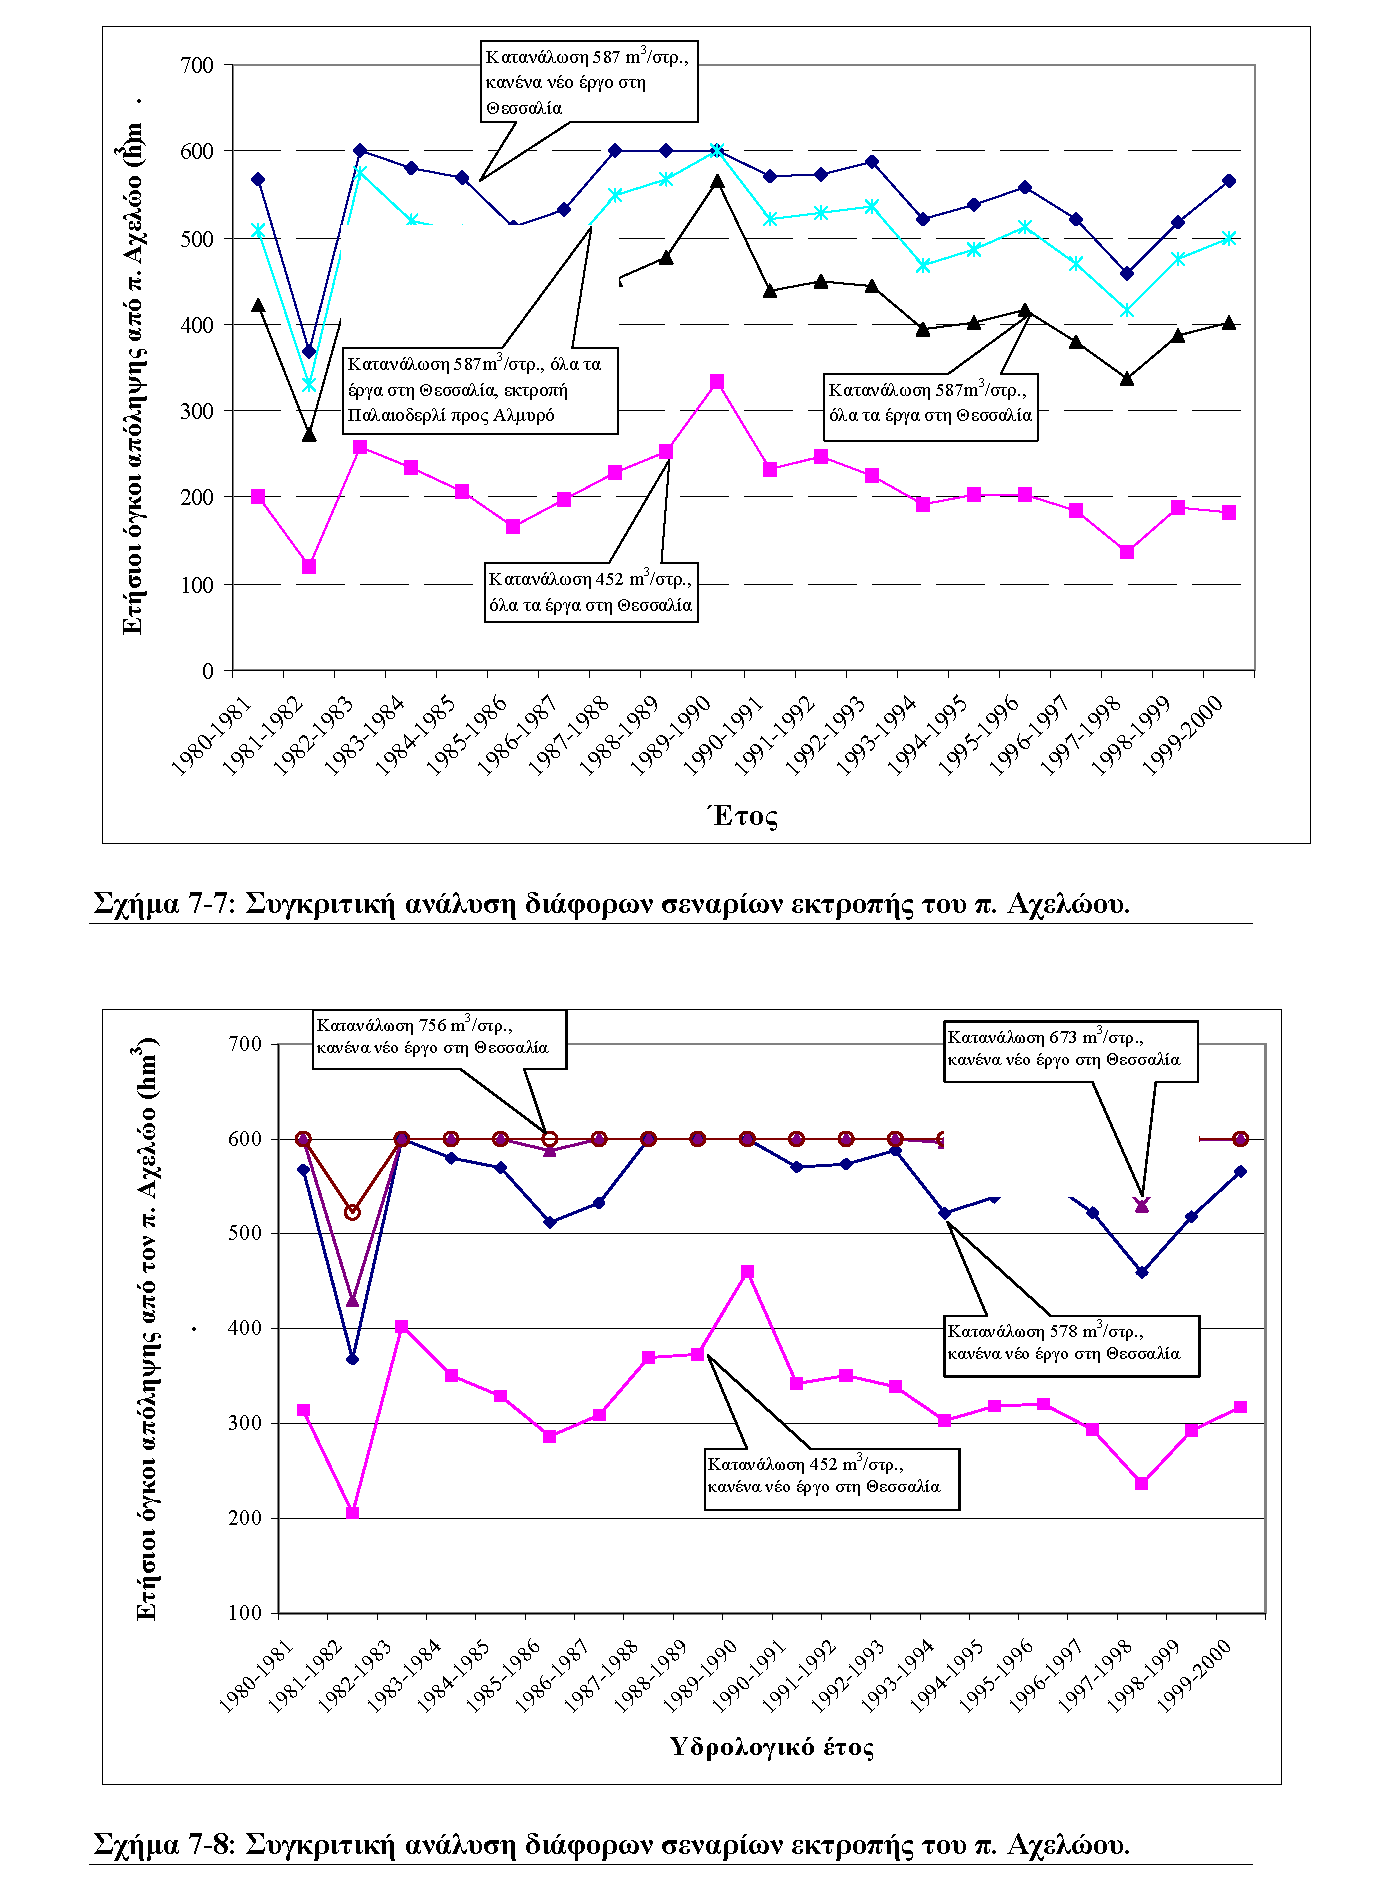 Κατανάλωση 587 m³/στρ.,
κανένα νέο έργο στη
Θεσσαλία
Ετήσιοι όγκοι απόληψης από π. Αχελώο (hm³) .
700
600
500
400
300
200
100
0
Κατανάλωση 587m³/στρ., όλα τα
έργα στη Θεσσαλία, εκτροπή
Παλαιοδερλί προς Αλμυρό
Κατανάλωση 587m³/στρ.,
όλα τα έργα στη Θεσσαλία
Κατανάλωση 452 m³/στρ.,
όλα τα έργα στη Θεσσαλία
1980-1981
1981-1982
1982-1983
1983-1984
1984-1985
1985-1986
1986-1987
1987-1988
1988-1989
1989-1990
1990-1991
1991-1992
1992-1993
1993-1994
1994-1995
1995-1996
1996-1997
1997-1998
1998-1999
1999-2000
Έτος
Σχήμα 7-7: Συγκριτική ανάλυση διάφορων σεναρίων εκτροπής του π. Αχελώου.
Κατανάλωση 756 m³/στρ.,
κανένα νέο έργο στη Θεσσαλία
Κατανάλωση 673 m³/στρ.,
κανένα νέο έργο στη Θεσσαλία
Ετήσιοι όγκοι απόληψης από τον π. Αχελώο (hm³)
.
700
600
500
400
300
200
100
Κατανάλωση 578 m³/στρ.,
κανένα νέο έργο στη Θεσσαλία
Κατανάλωση 452 m³/στρ.,
κανένα νέο έργο στη Θεσσαλία
1980-1981
1981-1982
1982-1983
1983-1984
1984-1985
1985-1986
1986-1987
1987-1988
1988-1989
1989-1990
1990-1991
1991-1992
1992-1993
1993-1994
1994-1995
1995-1996
1996-1997
1997-1998
1998-1999
1999-2000
Υδρολογικό έτος
Σχήμα 7-8: Συγκριτική ανάλυση διάφορων σεναρίων εκτροπής του π. Αχελώου.